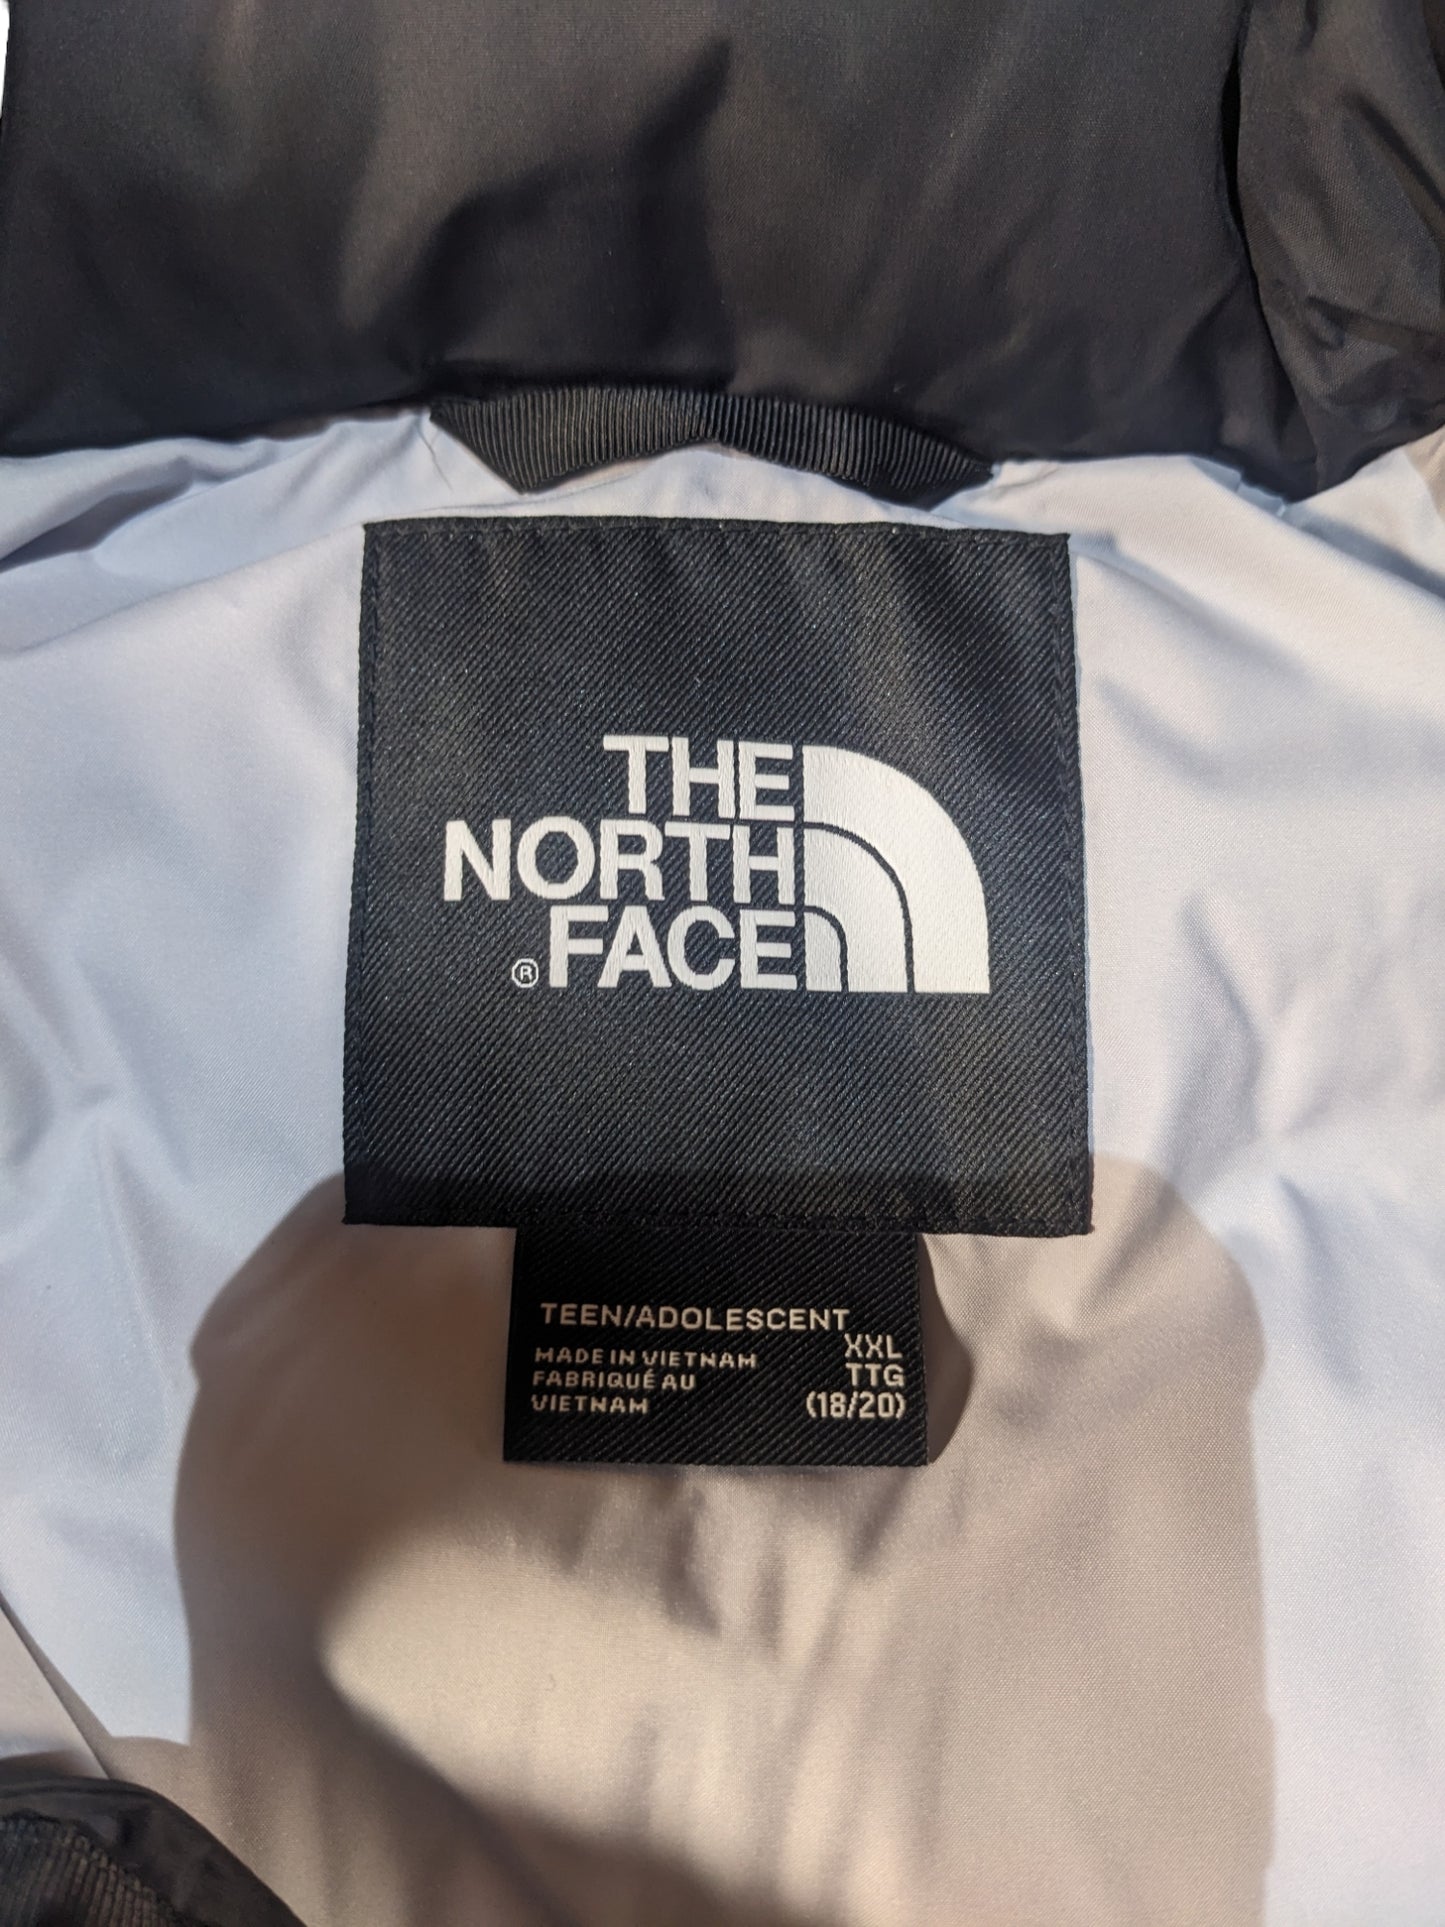 THE
NORTH
FACE
®
TEEN/ADOLESCENT
XXL
MADE IN VIETNAM
TTG
FABRIQUÉ AU
VIETNAM
(18/20)